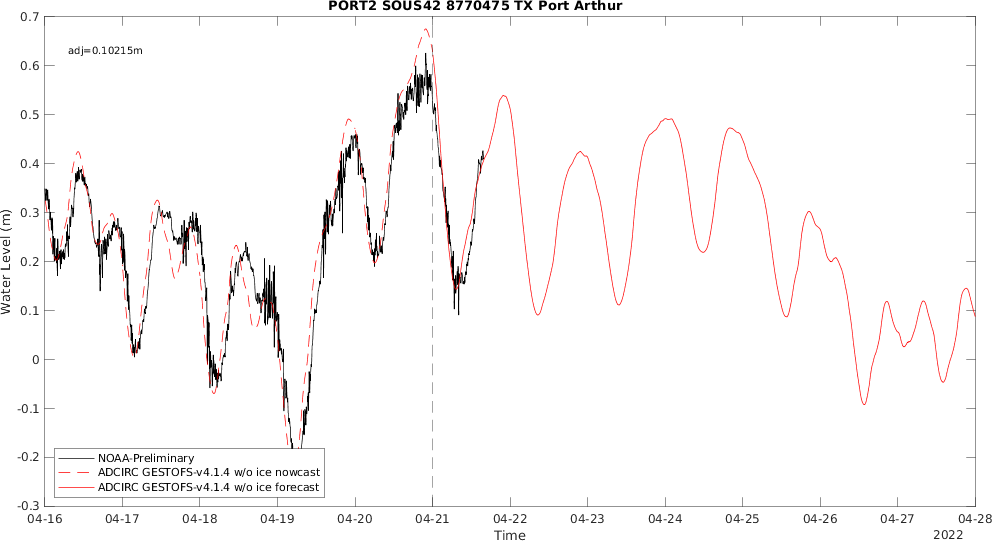 PORT2 SOUS42 8770475 TX Port Arthur
0.7
adj=0.10215m
0.6
0.5
0.4
0.3
0.2
0.1
0
-0.1
-0.2
-0.3
Water Level (m)
NOAA-Preliminary
ADCIRC GESTOFS-v4.1.4 w/o ice nowcast
ADCIRC GESTOFS-v4.1.4 w/o ice forecast
04-16 04-17 04-18 04-19 04-20 04-21 04-22 04-23 04-24 04-25 04-26 04-27 04-28
Time
2022